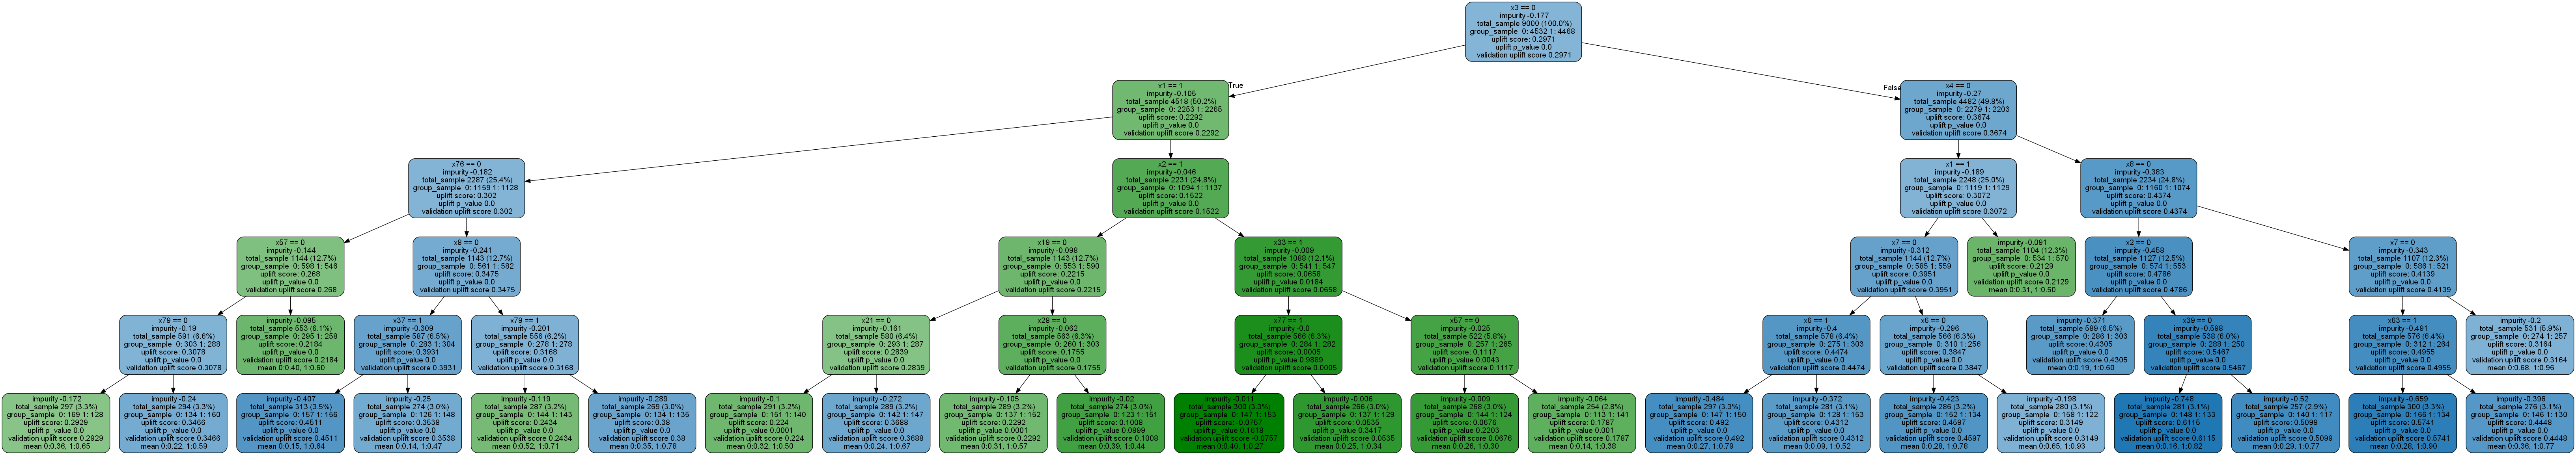 x3 == 0
impurity -0.177
total_sample 9000 (100.0%)
group_sample 0: 4532 1: 4468
uplift score: 0.2971
uplift p_value 0.0
validation uplift score 0.2971
True
False
x1 == 1
impurity -0.105
total_sample 4518 (50.2%)
group_sample 0: 2253 1: 2265
uplift score: 0.2292
uplift p_value 0.0
validation uplift score 0.2292
x4 == 0
impurity -0.27
total_sample 4482 (49.8%)
group_sample 0: 2279 1: 2203
uplift score: 0.3674
uplift p_value 0.0
validation uplift score 0.3674
x76 == 0
impurity -0.182
total_sample 2287 (25.4%)
group_sample 0: 1159 1: 1128
uplift score: 0.302
uplift p_value 0.0
validation uplift score 0.302
x2 == 1
impurity -0.046
total_sample 2231 (24.8%)
group_sample 0: 1094 1: 1137
uplift score: 0.1522
uplift p_value 0.0
validation uplift score 0.1522
x1 == 1
impurity -0.189
total_sample 2248 (25.0%)
group_sample 0: 1119 1: 1129
uplift score: 0.3072
uplift p_value 0.0
validation uplift score 0.3072
x8 == 0
impurity -0.383
total_sample 2234 (24.8%)
group_sample 0: 1160 1: 1074
uplift score: 0.4374
uplift p_value 0.0
validation uplift score 0.4374
x57 == 0
impurity -0.144
total_sample 1144 (12.7%)
group_sample 0: 598 1: 546
uplift score: 0.268
uplift p_value 0.0
validation uplift score 0.268
x8 == 0
impurity -0.241
total_sample 1143 (12.7%)
group_sample 0: 561 1: 582
uplift score: 0.3475
uplift p_value 0.0
validation uplift score 0.3475
x19 == 0
impurity -0.098
total_sample 1143 (12.7%)
group_sample 0: 553 1: 590
uplift score: 0.2215
uplift p_value 0.0
validation uplift score 0.2215
x33 == 1
impurity -0.009
total_sample 1088 (12.1%)
group_sample 0: 541 1: 547
uplift score: 0.0658
uplift p_value 0.0184
validation uplift score 0.0658
x7 == 0
impurity -0.312
total_sample 1144 (12.7%)
group_sample 0: 585 1: 559
uplift score: 0.3951
uplift p_value 0.0
validation uplift score 0.3951
impurity -0.091
total_sample 1104 (12.3%)
group_sample 0: 534 1: 570
uplift score: 0.2129
uplift p_value 0.0
validation uplift score 0.2129
mean 0:0.31, 1:0.50
x2 == 0
impurity -0.458
total_sample 1127 (12.5%)
group_sample 0: 574 1: 553
uplift score: 0.4786
uplift p_value 0.0
validation uplift score 0.4786
x7 == 0
impurity -0.343
total_sample 1107 (12.3%)
group_sample 0: 586 1: 521
uplift score: 0.4139
uplift p_value 0.0
validation uplift score 0.4139
x79 == 0
impurity -0.19
total_sample 591 (6.6%)
group_sample 0: 303 1: 288
uplift score: 0.3078
uplift p_value 0.0
validation uplift score 0.3078
impurity -0.095
total_sample 553 (6.1%)
group_sample 0: 295 1: 258
uplift score: 0.2184
uplift p_value 0.0
validation uplift score 0.2184
mean 0:0.40, 1:0.60
x37 == 1
impurity -0.309
total_sample 587 (6.5%)
group_sample 0: 283 1: 304
uplift score: 0.3931
uplift p_value 0.0
validation uplift score 0.3931
x79 == 1
impurity -0.201
total_sample 556 (6.2%)
group_sample 0: 278 1: 278
uplift score: 0.3168
uplift p_value 0.0
validation uplift score 0.3168
x21 == 0
impurity -0.161
total_sample 580 (6.4%)
group_sample 0: 293 1: 287
uplift score: 0.2839
uplift p_value 0.0
validation uplift score 0.2839
x28 == 0
impurity -0.062
total_sample 563 (6.3%)
group_sample 0: 260 1: 303
uplift score: 0.1755
uplift p_value 0.0
validation uplift score 0.1755
x77 == 1
impurity -0.0
total_sample 566 (6.3%)
group_sample 0: 284 1: 282
uplift score: 0.0005
uplift p_value 0.9889
validation uplift score 0.0005
x57 == 0
impurity -0.025
total_sample 522 (5.8%)
group_sample 0: 257 1: 265
uplift score: 0.1117
uplift p_value 0.0043
validation uplift score 0.1117
x6 == 1
impurity -0.4
total_sample 578 (6.4%)
group_sample 0: 275 1: 303
uplift score: 0.4474
uplift p_value 0.0
validation uplift score 0.4474
x6 == 0
impurity -0.296
total_sample 566 (6.3%)
group_sample 0: 310 1: 256
uplift score: 0.3847
uplift p_value 0.0
validation uplift score 0.3847
impurity -0.371
total_sample 589 (6.5%)
group_sample 0: 286 1: 303
uplift score: 0.4305
uplift p_value 0.0
validation uplift score 0.4305
mean 0:0.19, 1:0.60
x39 == 0
impurity -0.598
total_sample 538 (6.0%)
group_sample 0: 288 1: 250
uplift score: 0.5467
uplift p_value 0.0
validation uplift score 0.5467
x63 == 1
impurity -0.491
total_sample 576 (6.4%)
group_sample 0: 312 1: 264
uplift score: 0.4955
uplift p_value 0.0
validation uplift score 0.4955
impurity -0.2
total_sample 531 (5.9%)
group_sample 0: 274 1: 257
uplift score: 0.3164
uplift p_value 0.0
validation uplift score 0.3164
mean 0:0.68, 1:0.96
impurity -0.172
total_sample 297 (3.3%)
group_sample 0: 169 1: 128
uplift score: 0.2929
uplift p_value 0.0
validation uplift score 0.2929
mean 0:0.36, 1:0.65
impurity -0.24
total_sample 294 (3.3%)
group_sample 0: 134 1: 160
uplift score: 0.3466
uplift p_value 0.0
validation uplift score 0.3466
mean 0:0.22, 1:0.59
impurity -0.407
total_sample 313 (3.5%)
group_sample 0: 157 1: 156
uplift score: 0.4511
uplift p_value 0.0
validation uplift score 0.4511
mean 0:0.15, 1:0.64
impurity -0.25
total_sample 274 (3.0%)
group_sample 0: 126 1: 148
uplift score: 0.3538
uplift p_value 0.0
validation uplift score 0.3538
mean 0:0.14, 1:0.47
impurity -0.119
total_sample 287 (3.2%)
group_sample 0: 144 1: 143
uplift score: 0.2434
uplift p_value 0.0
validation uplift score 0.2434
mean 0:0.52, 1:0.71
impurity -0.289
total_sample 269 (3.0%)
group_sample 0: 134 1: 135
uplift score: 0.38
uplift p_value 0.0
validation uplift score 0.38
mean 0:0.35, 1:0.78
impurity -0.1
total_sample 291 (3.2%)
group_sample 0: 151 1: 140
uplift score: 0.224
uplift p_value 0.0001
validation uplift score 0.224
mean 0:0.32, 1:0.50
impurity -0.272
total_sample 289 (3.2%)
group_sample 0: 142 1: 147
uplift score: 0.3688
uplift p_value 0.0
validation uplift score 0.3688
mean 0:0.24, 1:0.67
impurity -0.105
total_sample 289 (3.2%)
group_sample 0: 137 1: 152
uplift score: 0.2292
uplift p_value 0.0001
validation uplift score 0.2292
mean 0:0.31, 1:0.57
impurity -0.02
total_sample 274 (3.0%)
group_sample 0: 123 1: 151
uplift score: 0.1008
uplift p_value 0.0899
validation uplift score 0.1008
mean 0:0.39, 1:0.44
impurity -0.011
total_sample 300 (3.3%)
group_sample 0: 147 1: 153
uplift score: -0.0757
uplift p_value 0.1618
validation uplift score -0.0757
mean 0:0.40, 1:0.27
impurity -0.006
total_sample 266 (3.0%)
group_sample 0: 137 1: 129
uplift score: 0.0535
uplift p_value 0.3417
validation uplift score 0.0535
mean 0:0.25, 1:0.34
impurity -0.009
total_sample 268 (3.0%)
group_sample 0: 144 1: 124
uplift score: 0.0676
uplift p_value 0.2203
validation uplift score 0.0676
mean 0:0.26, 1:0.30
impurity -0.064
total_sample 254 (2.8%)
group_sample 0: 113 1: 141
uplift score: 0.1787
uplift p_value 0.001
validation uplift score 0.1787
mean 0:0.14, 1:0.38
impurity -0.484
total_sample 297 (3.3%)
group_sample 0: 147 1: 150
uplift score: 0.492
uplift p_value 0.0
validation uplift score 0.492
mean 0:0.27, 1:0.79
impurity -0.372
total_sample 281 (3.1%)
group_sample 0: 128 1: 153
uplift score: 0.4312
uplift p_value 0.0
validation uplift score 0.4312
mean 0:0.09, 1:0.52
impurity -0.423
total_sample 286 (3.2%)
group_sample 0: 152 1: 134
uplift score: 0.4597
uplift p_value 0.0
validation uplift score 0.4597
mean 0:0.28, 1:0.78
impurity -0.198
total_sample 280 (3.1%)
group_sample 0: 158 1: 122
uplift score: 0.3149
uplift p_value 0.0
validation uplift score 0.3149
mean 0:0.65, 1:0.93
impurity -0.748
total_sample 281 (3.1%)
group_sample 0: 148 1: 133
uplift score: 0.6115
uplift p_value 0.0
validation uplift score 0.6115
mean 0:0.16, 1:0.82
impurity -0.52
total_sample 257 (2.9%)
group_sample 0: 140 1: 117
uplift score: 0.5099
uplift p_value 0.0
validation uplift score 0.5099
mean 0:0.29, 1:0.77
impurity -0.659
total_sample 300 (3.3%)
group_sample 0: 166 1: 134
uplift score: 0.5741
uplift p_value 0.0
validation uplift score 0.5741
mean 0:0.28, 1:0.90
impurity -0.396
total_sample 276 (3.1%)
group_sample 0: 146 1: 130
uplift score: 0.4448
uplift p_value 0.0
validation uplift score 0.4448
mean 0:0.36, 1:0.77